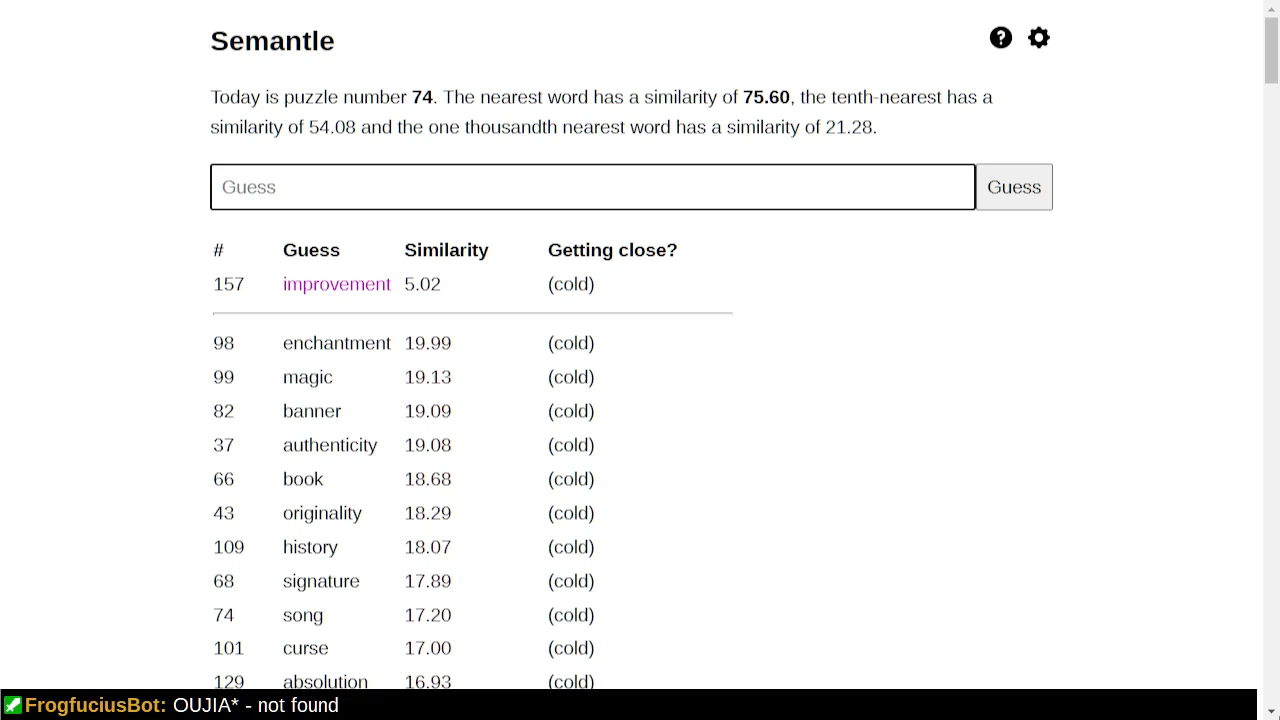 Semantle
Today is puzzle number 74. The nearest word has a similarity of 75.60, the tenth-nearest has a
similarity of 54.08 and the one thousandth nearest word has a similarity of 21.28.
Guess Guess
# Guess Similarity Getting close?
157 improvement 5.02 (cold)
98 enchantment 19.99 (cold)
99 magic 19.13 (cold)
82 banner 19.09 (cold)
37 authenticity 19.08 (cold)
66 book 18.68 (cold)
43 originality 18.29 (cold)
109 history 18.07 (cold)
68 signature 17.89 (cold)
74 song 17.20 (cold)
101 curse 17.00 (cold)
129 absolution 16.93 (cold)
FrogfuciusBot: OUJIA* - not found